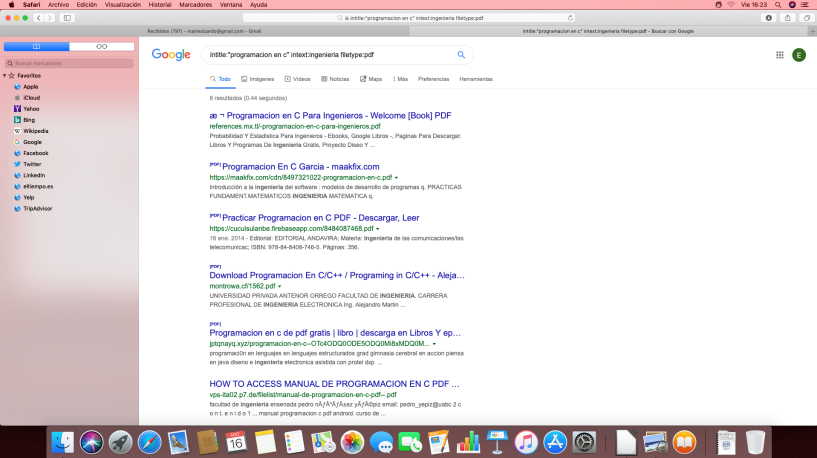 Safari Archivo Edición Visualización Historial Marcadores Ventana Ayuda Vie 16:23
intitle:"programacion en c" intext:ingenieria filetype:pdf
Recibidos (797) - maineduardo@gmail.com - Gmail
intitle:"programacion en c" intext:ingenieria filetype:pdf - Buscar con Google
Buscar marcadores
Favoritos
Apple
iCloud
Yahoo
Bing
Wikipedia
Google
Facebook
Twitter
LinkedIn
eltiempo.es
Yelp
TripAdvisor
Google
intitle:"programacion en c" intext:ingenieria filetype:pdf
E
Todo Imágenes Vídeos Noticias Maps Más Preferencias Herramientas
8 resultados (0.44 segundos)
æ ¬ Programacion en C Para Ingenieros - Welcome [Book] PDF
references.mx.tl/-programacion-en-c-para-ingenieros.pdf
Probabilidad Y Estadistica Para Ingenieros - Ebooks, Google Libros -, Paginas Para Descargar.
Libros Y Programas De Ingenieria Gratis, Proyecto Diseo Y ...
[PDF] Programacion En C Garcia - maakfix.com
https://maakfix.com/cdn/8497321022-programacion-en-c.pdf
Introducción a la ingeniería del software : modelos de desarrollo de programas q. PRACTICAS
FUNDAMENT.MATEMATICOS INGENIERIA MATEMATICA q.
[PDF] Practicar Programacion en C PDF - Descargar, Leer
https://cuculsulanbe.firebaseapp.com/8484087468.pdf
16 ene. 2014 - Editorial: EDITORIAL ANDAVIRA; Materia: Ingenieria de las comunicaciones/las
telecomunicac; ISBN: 978-84-8408-746-5. Páginas: 356.
[PDF]
Download Programacion En C/C++ / Programing in C/C++ - Aleja...
montrowa.cf/1562.pdf
UNIVERSIDAD PRIVADA ANTENOR ORREGO FACULTAD DE INGENIERIA. CARRERA
PROFESIONAL DE INGENIERIA ELECTRONICA Ing. Alejandro Martin ...
[PDF]
Programacion en c de pdf gratis | libro | descarga en Libros Y ep...
jptqnayq.xyz/programacion-en-c--OTc4ODQ0ODE5ODQ0Mi8xMDQ0M...
programaci0n en lenguajes en lenguajes estructurados grad gimnasia cerebral en accion piensa
en java diseno e ingenieria electronica asistida con protel dxp ...
HOW TO ACCESS MANUAL DE PROGRAMACION EN C PDF ...
vps-ita02.p7.de/filelist/manual-de-programacion-en-c-pdf--.pdf
facultad de ingenieria ensenada pedro nÃƒÂºÃƒÂ±ez yÃƒÂ©piz email: pedro_yepiz@uabc 2 c
o n t. e n i d o 1 ... manual programacion c pdf android. curso de ...
AGO
16